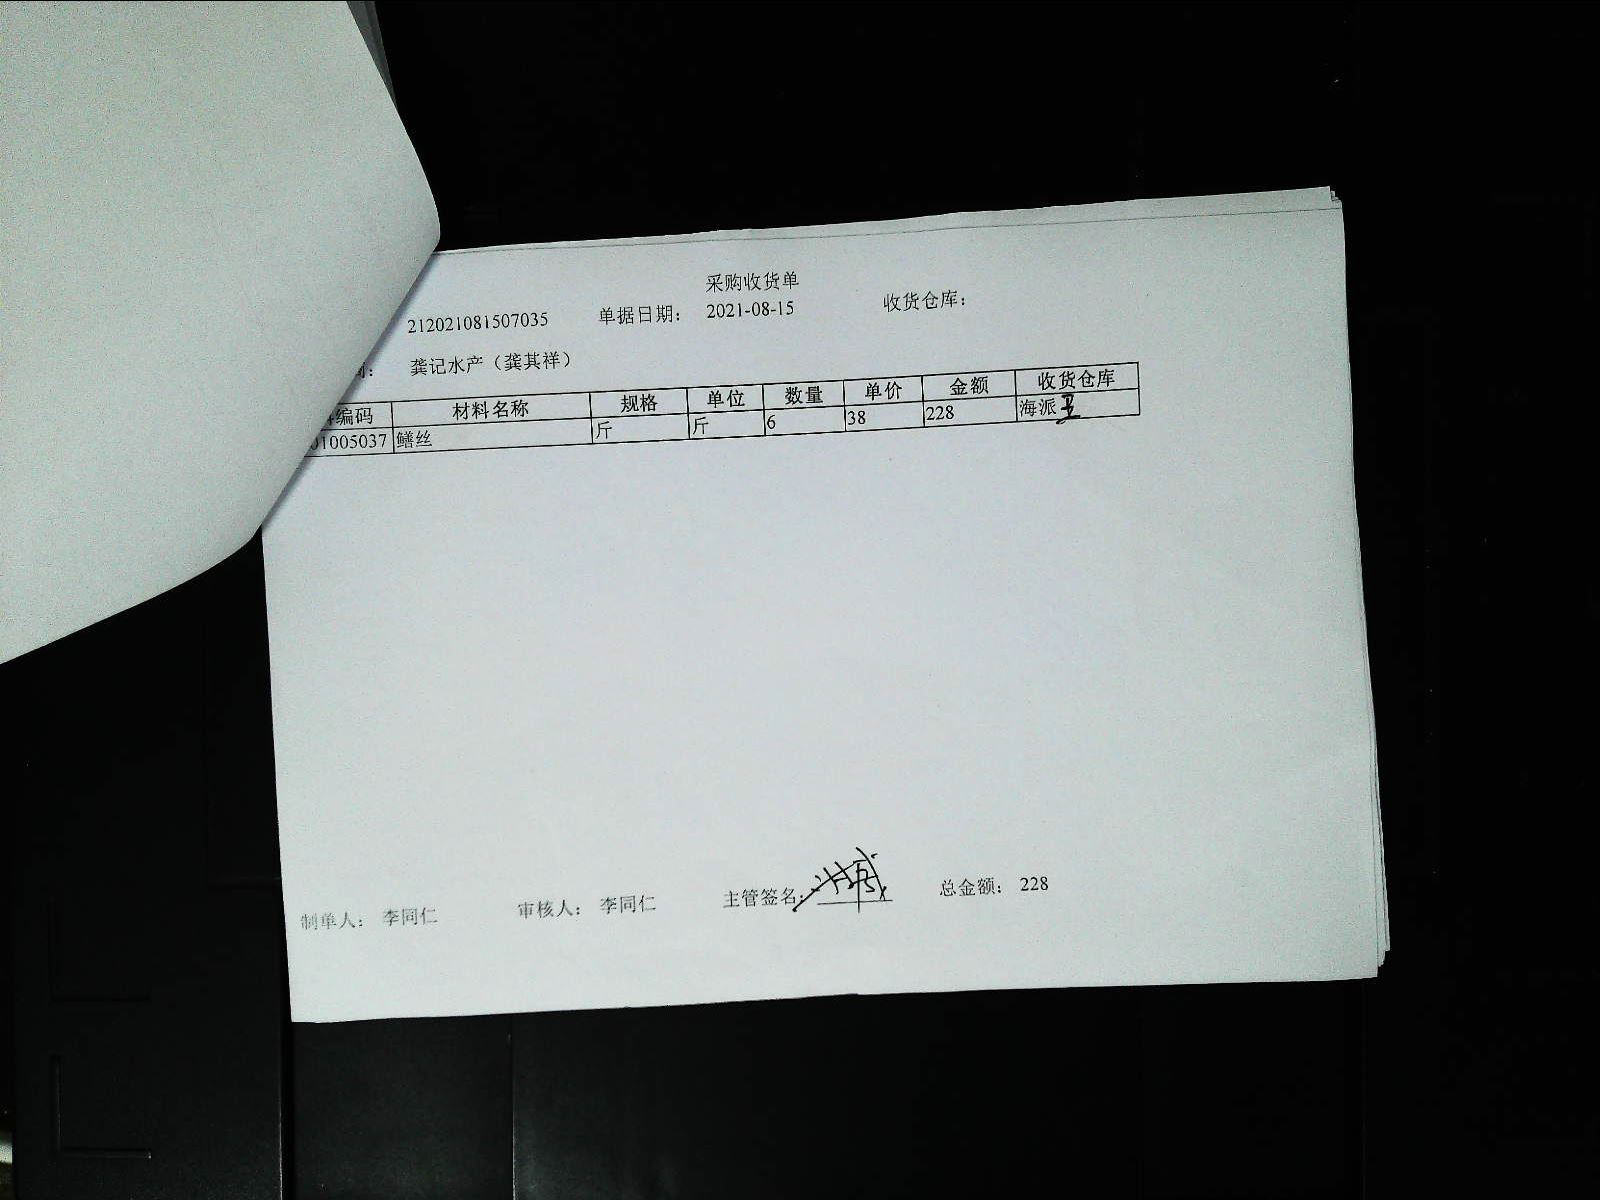 采购收货单
212021081507035 单据日期: 2021-08-15 收货仓库:
龚记水产（龚其祥）
编码 材料名称 规格 单位 数量 单价 金额 收货仓库
01005037 鳝丝 斤 斤 6 38 228 海派
制单人: 李同仁 审核人: 李同仁 主管签名: 总金额: 228